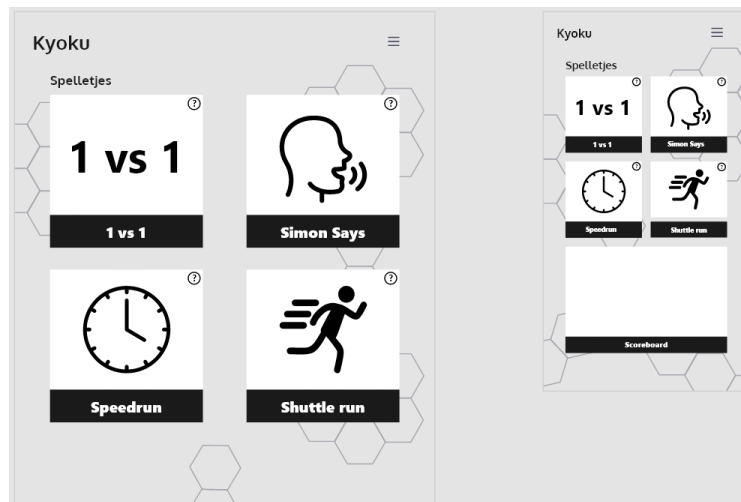 Kyoku
Spelletjes
?
?
1 vs 1
1 vs 1
Simon Says
?
?
Speedrun
Shuttle run
Kyoku
Spelletjes
?
?
1 vs 1
1 vs 1
Simon Says
?
?
Speedrun
Shuttle run
Scoreboard